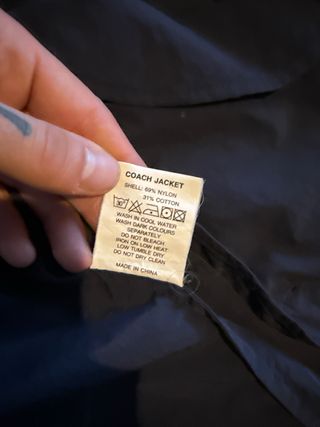 COACH JACKET
SHELL: 69% NYLON
31% COTTON
WASH IN COOL WATER
WASH DARK COLOURS
SEPARATELY
DO NOT BLEACH
IRON ON LOW HEAT
LOW TUMBLE DRY
DO NOT DRY CLEAN
MADE IN CHINA